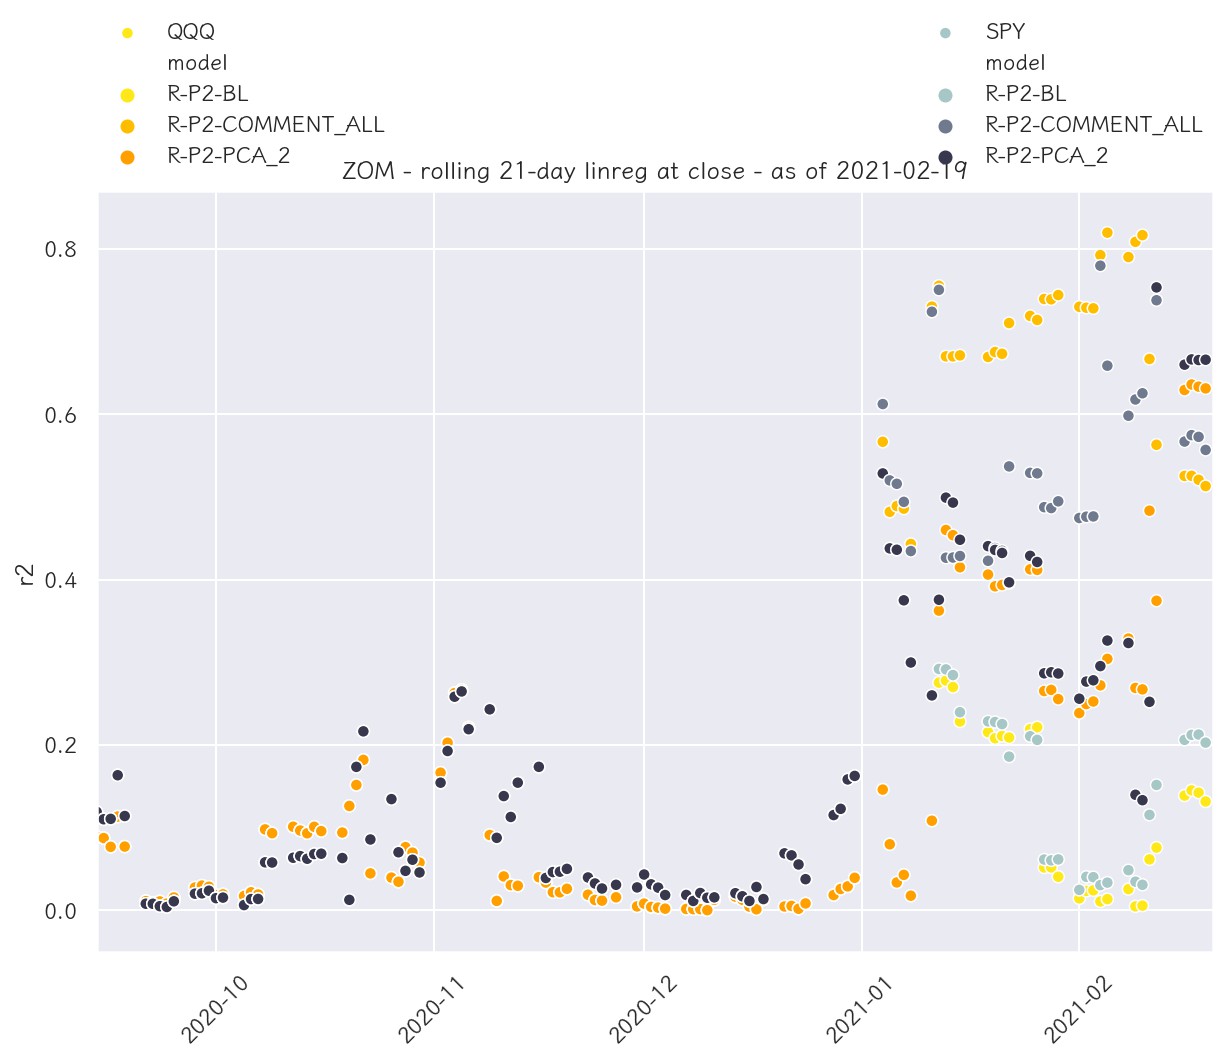 QQQ
model
R-P2-BL
R-P2-COMMENT_ALL
R-P2-PCA_2
SPY
model
R-P2-BL
R-P2-COMMENT_ALL
R-P2-PCA_2
ZOM - rolling 21-day linreg at close - as of 2021-02-19
r2
0.8
0.6
0.4
0.2
0.0
2020-10
2020-11
2020-12
2021-01
2021-02